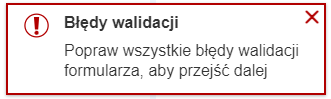 Błędy walidacji
Popraw wszystkie błędy walidacji
formularza, aby przejść dalej